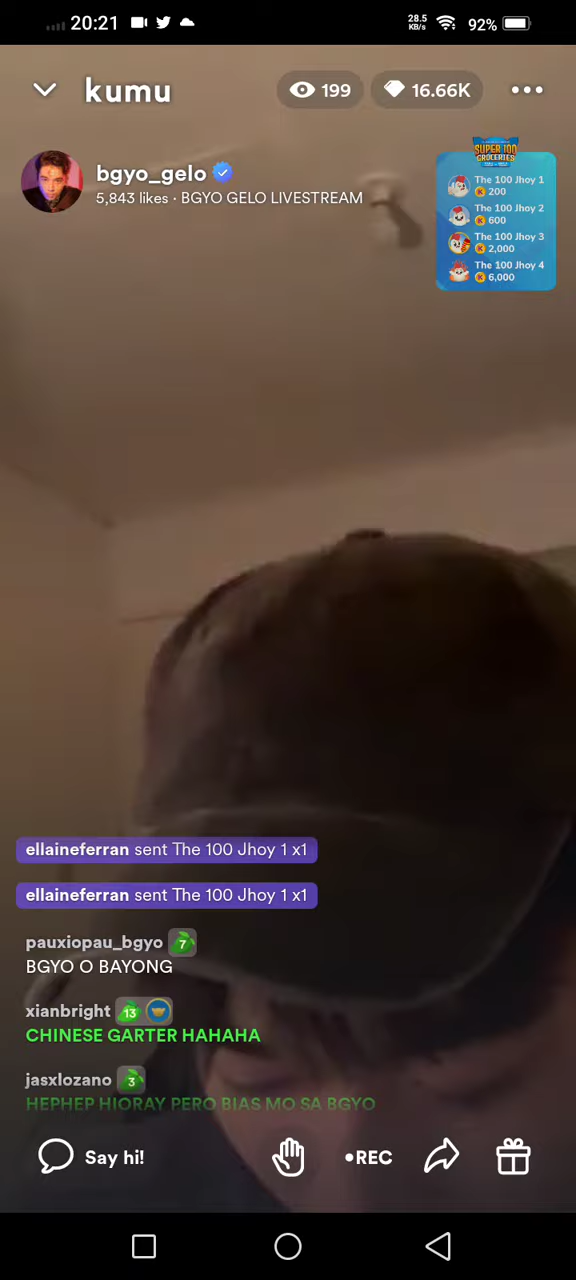 20:21
28.5
KB/s
92%
kumu
199
16.66K
bgyo_gelo
5,843 likes · BGYO GELO LIVESTREAM
SUPER 100
GROCERIES
The 100 Jhoy 1
200
The 100 Jhoy 2
600
The 100 Jhoy 3
2,000
The 100 Jhoy 4
6,000
ellaineferran sent The 100 Jhoy 1 x1
ellaineferran sent The 100 Jhoy 1 x1
pauxiopau_bgyo 7
BGYO O BAYONG
xianbright 13
CHINESE GARTER HAHAHA
jasxlozano 3
HEPHEP HIORAY PERO BIAS MO SA BGYO
Say hi!
•REC